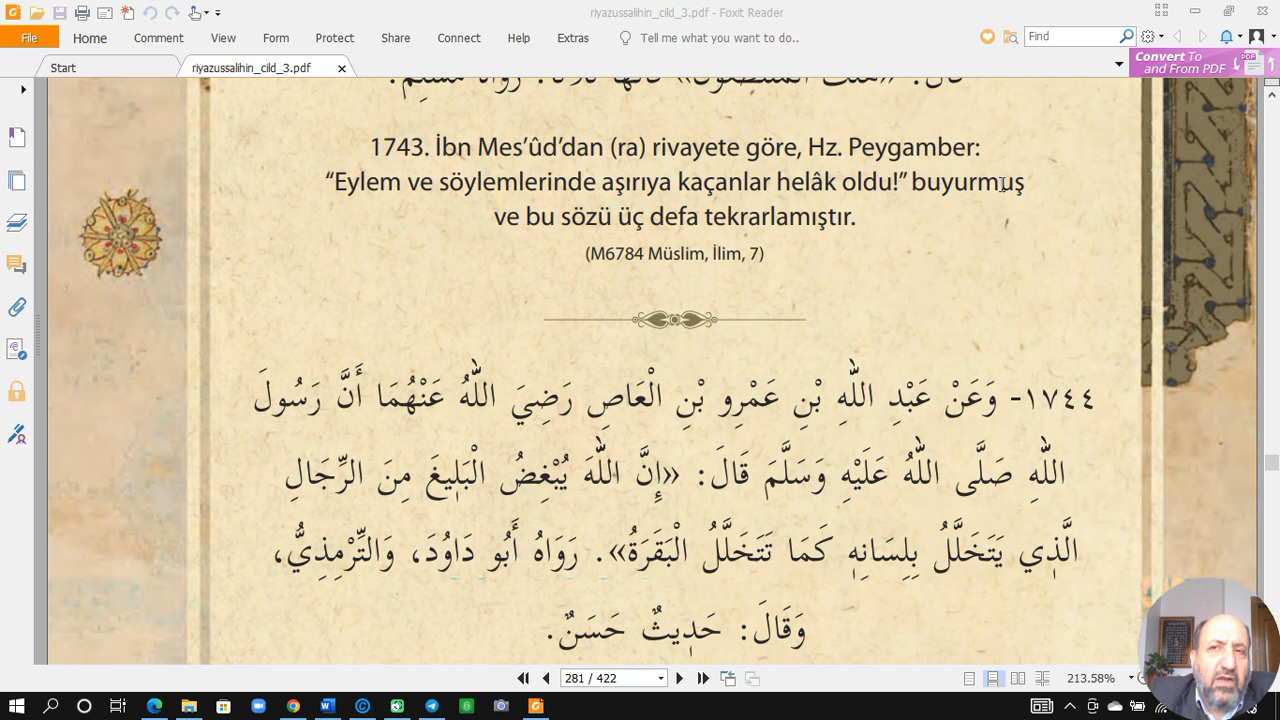 riyazussalihin_cild_3.pdf - Foxit Reader
File Home Comment View Form Protect Share Connect Help Extras Tell me what you want to do.. Find
Start riyazussalihin_cild_3.pdf
Convert To
and From PDF
1743. İbn Mes’ûd’dan (ra) rivayete göre, Hz. Peygamber:
“Eylem ve söylemlerinde aşırıya kaçanlar helâk oldu!” buyurmuş
ve bu sözü üç defa tekrarlamıştır.
(M6784 Müslim, İlim, 7)
١٧٤٤- وَعَنْ عَبْدِ اللّٰهِ بْنِ عَمْرِو بْنِ الْعَاصِ رَضِيَ اللّٰهُ عَنْهُمَا أَنَّ رَسُولَ
اللّٰهِ صَلَّى اللّٰهُ عَلَيْهِ وَسَلَّمَ قَالَ: «إِنَّ اللّٰهَ يُبْغِضُ الْبَلِيغَ مِنَ الرِّجَالِ
الَّذِي يَتَخَلَّلُ بِلِسَانِهِ كَمَا تَتَخَلَّلُ الْبَقَرَةُ». رَوَاهُ أَبُو دَاوُدَ، وَالتِّرْمِذِيُّ،
وَقَالَ: حَدِيثٌ حَسَنٌ.
281 / 422 213.58%